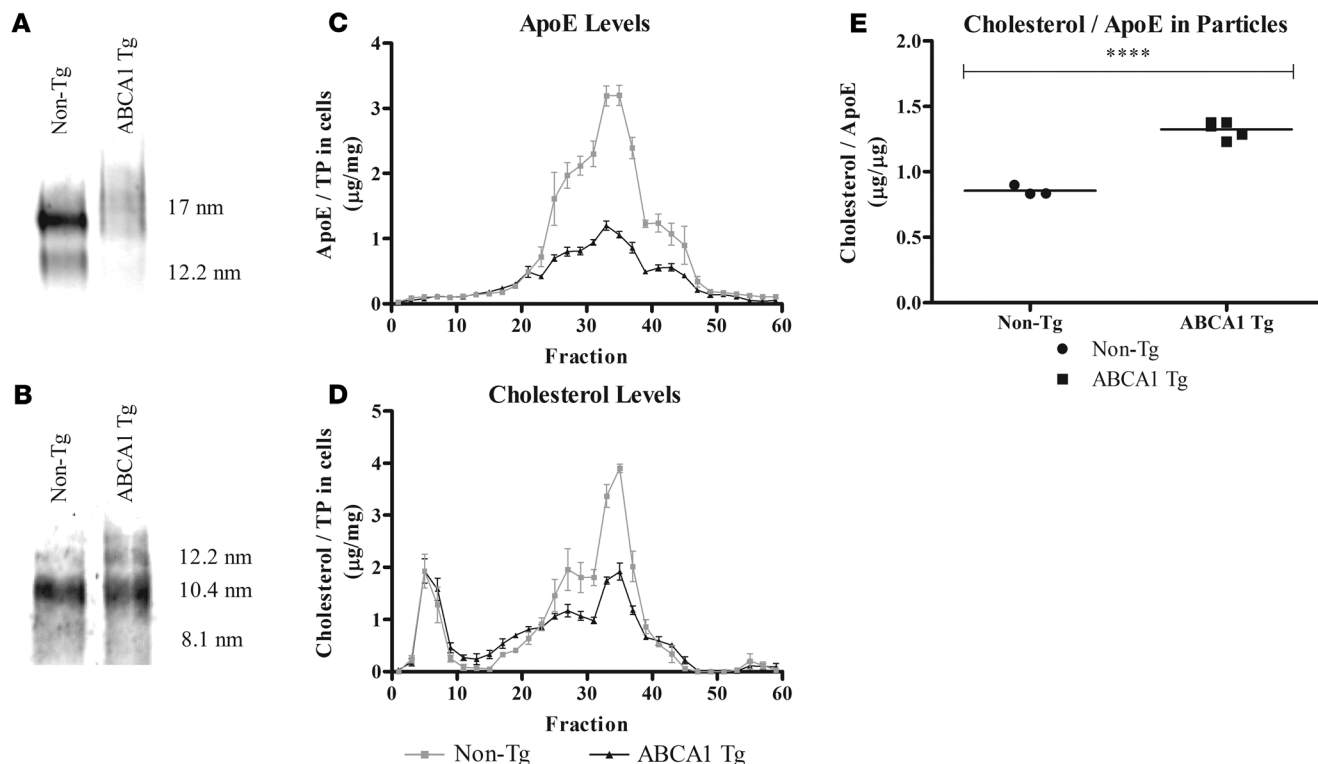 A
Non-Tg
ABCA1 Tg
17 nm
12.2 nm
B
Non-Tg
ABCA1 Tg
12.2 nm
10.4 nm
8.1 nm
C
ApoE Levels
ApoE / TP in cells
(µg/mg)
4
3
2
1
0
0 10 20 30 40 50 60
Fraction
D
Cholesterol Levels
Cholesterol / TP in cells
(µg/mg)
5
4
3
2
1
0
0 10 20 30 40 50 60
Fraction
Non-Tg ABCA1 Tg
E
Cholesterol / ApoE in Particles
****
Cholesterol / ApoE
(µg/µg)
2.0
1.5
1.0
0.5
0.0
Non-Tg ABCA1 Tg
Non-Tg
ABCA1 Tg